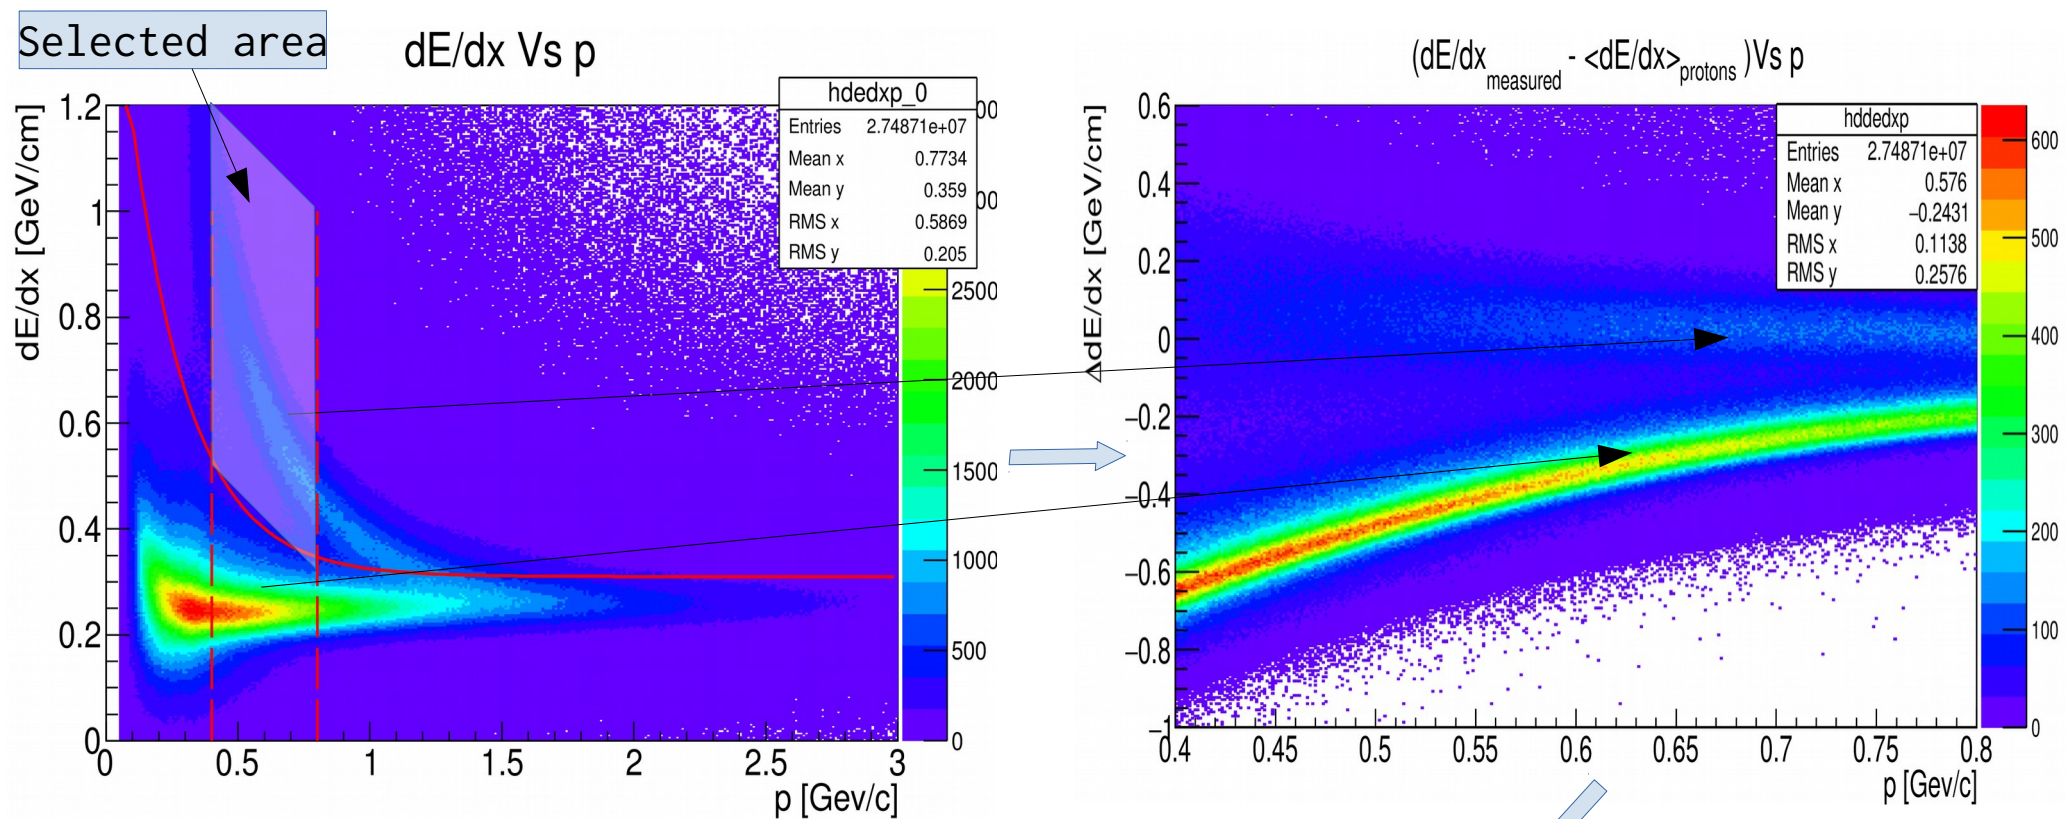 Selected area
dE/dx Vs p
hdedxp_0
Entries 2.74871e+07
Mean x 0.7734
Mean y 0.359
RMS x 0.5869
RMS y 0.205
dE/dx [GeV/cm]
1.2
1
0.8
0.6
0.4
0.2
0
0 0.5 1 1.5 2 2.5 3
p [Gev/c]
00
00
2500
2000
1500
1000
500
0
(dE/dx measured - <dE/dx> protons )Vs p
hddedxp
Entries 2.74871e+07
Mean x 0.576
Mean y −0.2431
RMS x 0.1138
RMS y 0.2576
ΔdE/dx [GeV/cm]
0.6
0.4
0.2
0
−0.2
−0.4
−0.6
−0.8
−1
0.4 0.45 0.5 0.55 0.6 0.65 0.7 0.75 0.8
p [Gev/c]
600
500
400
300
200
100
0